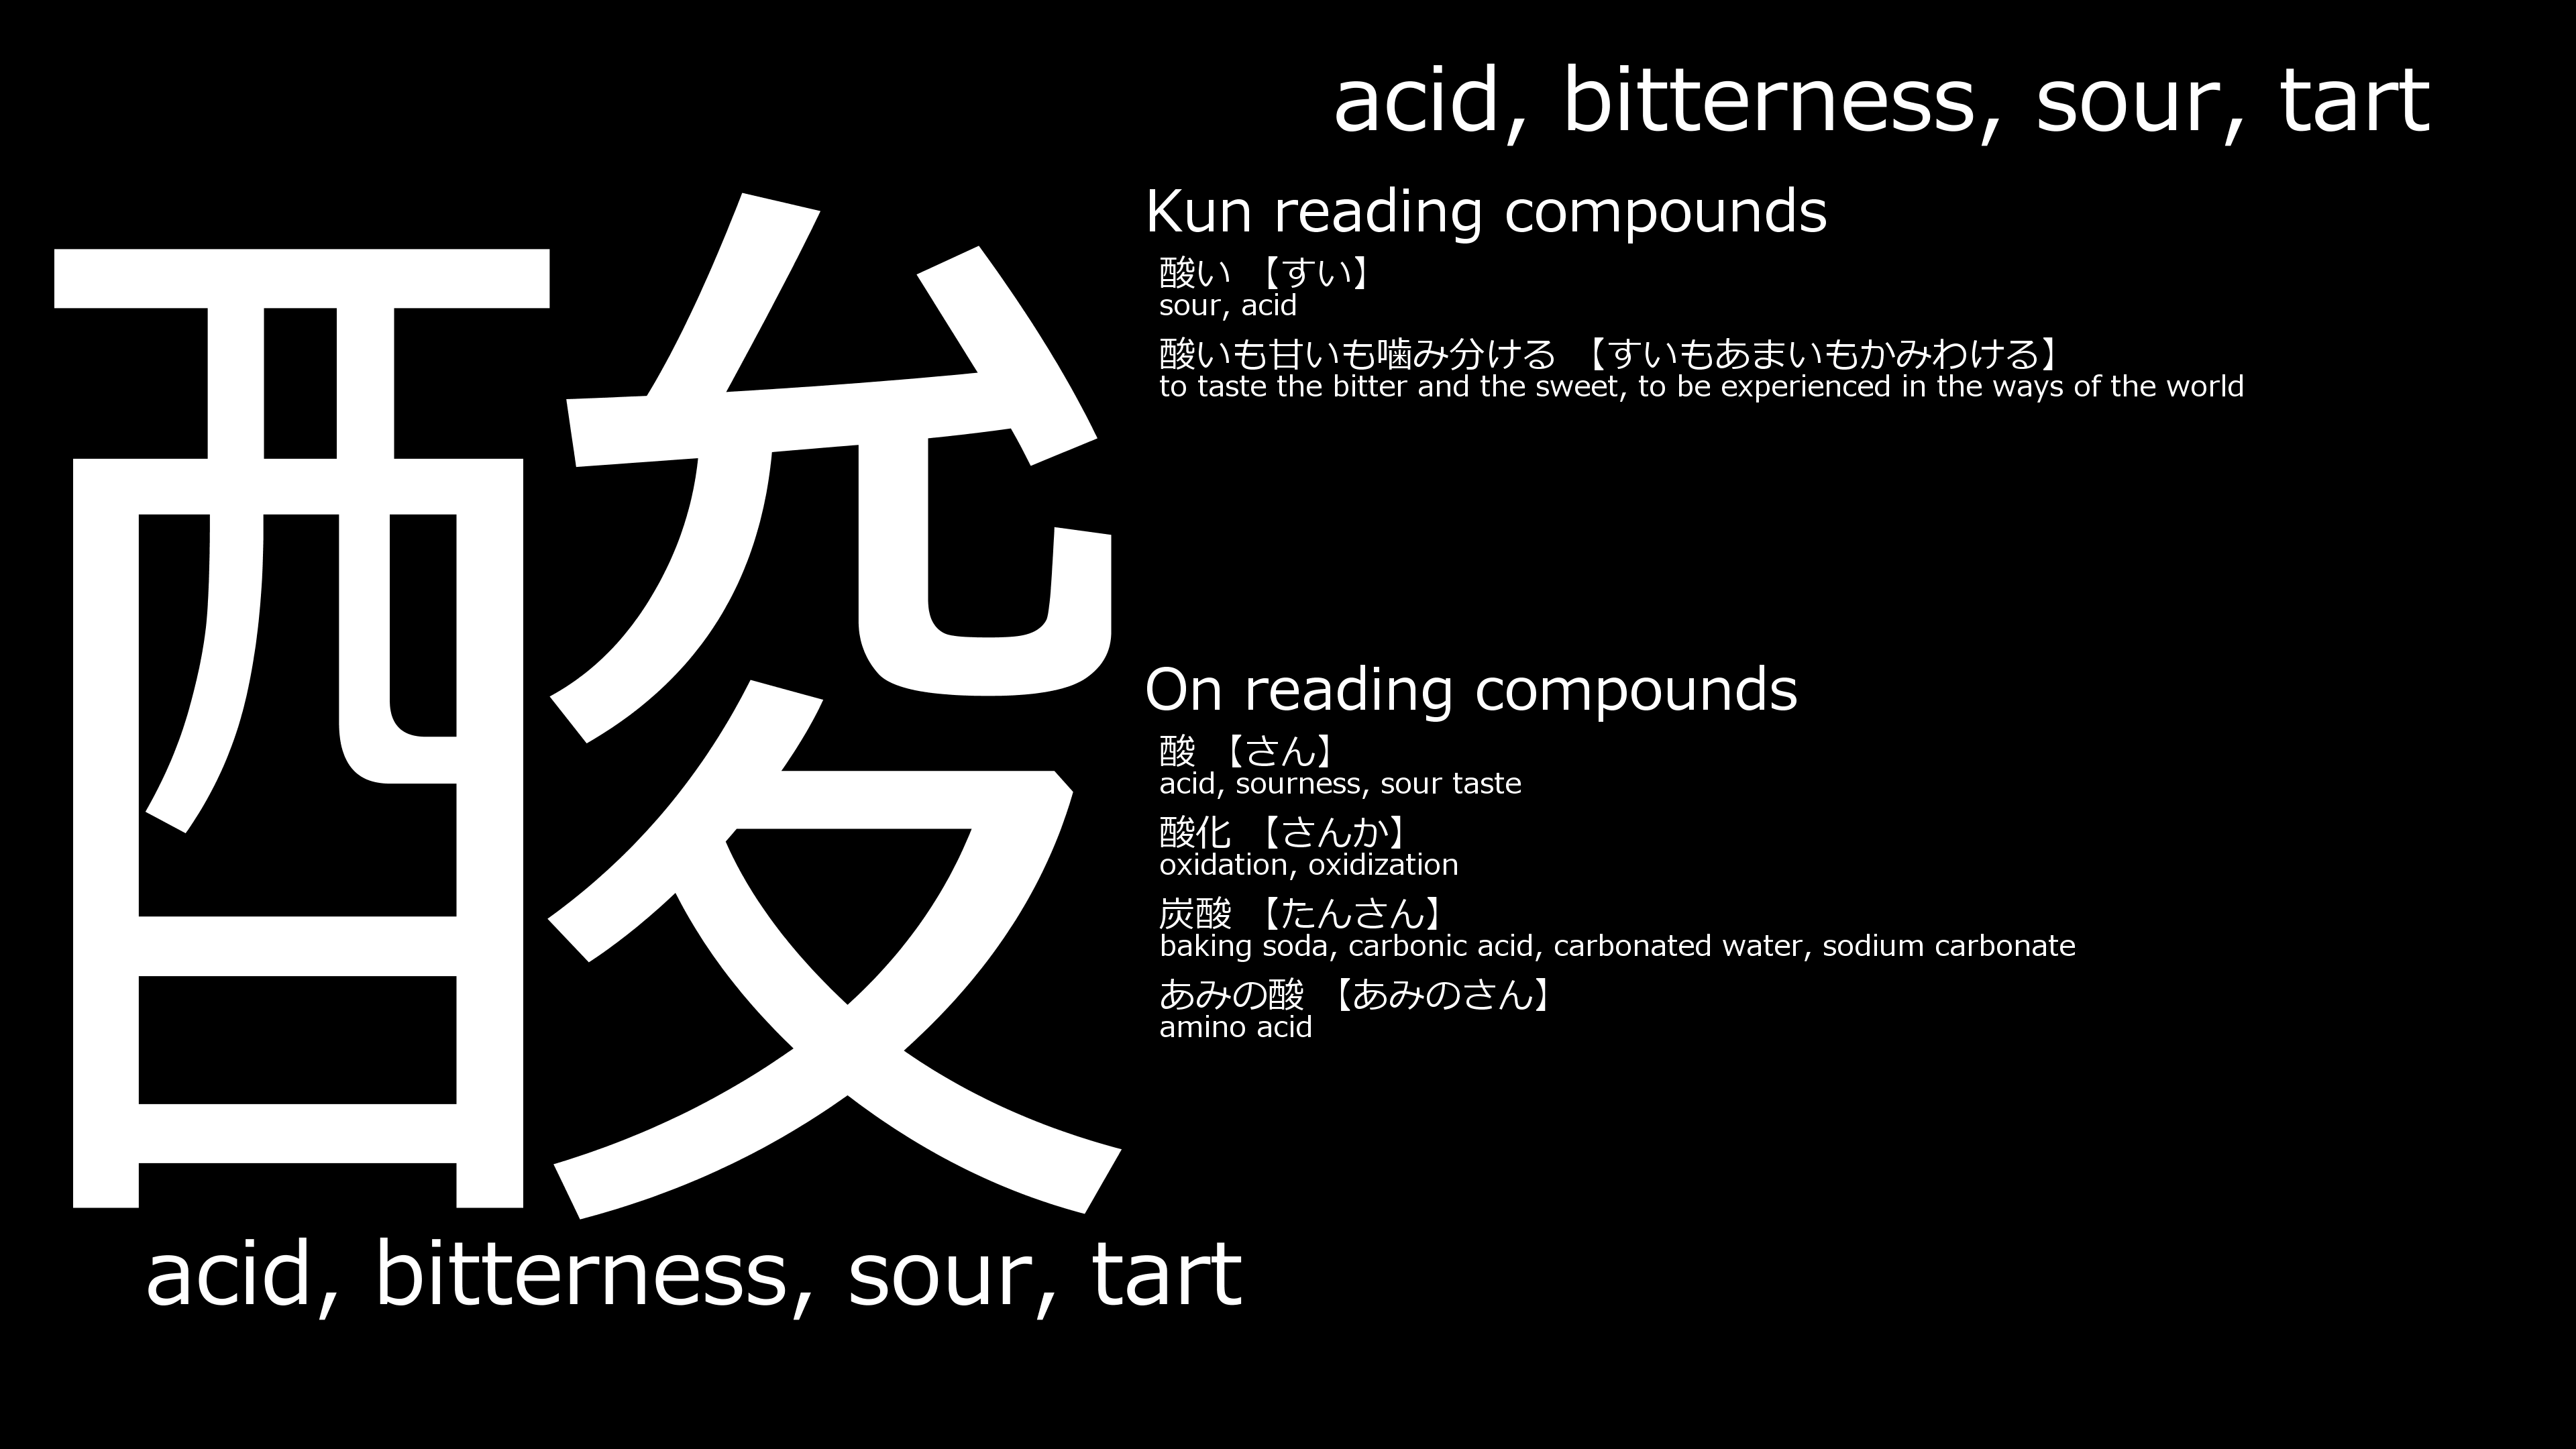 acid, bitterness, sour, tart
酸
Kun reading compounds
酸い 【すい】
sour, acid
酸いも甘いも噛み分ける 【すいもあまいもかみわける】
to taste the bitter and the sweet, to be experienced in the ways of the world
On reading compounds
酸 【さん】
acid, sourness, sour taste
酸化 【さんか】
oxidation, oxidization
炭酸 【たんさん】
baking soda, carbonic acid, carbonated water, sodium carbonate
あみの酸 【あみのさん】
amino acid
acid, bitterness, sour, tart